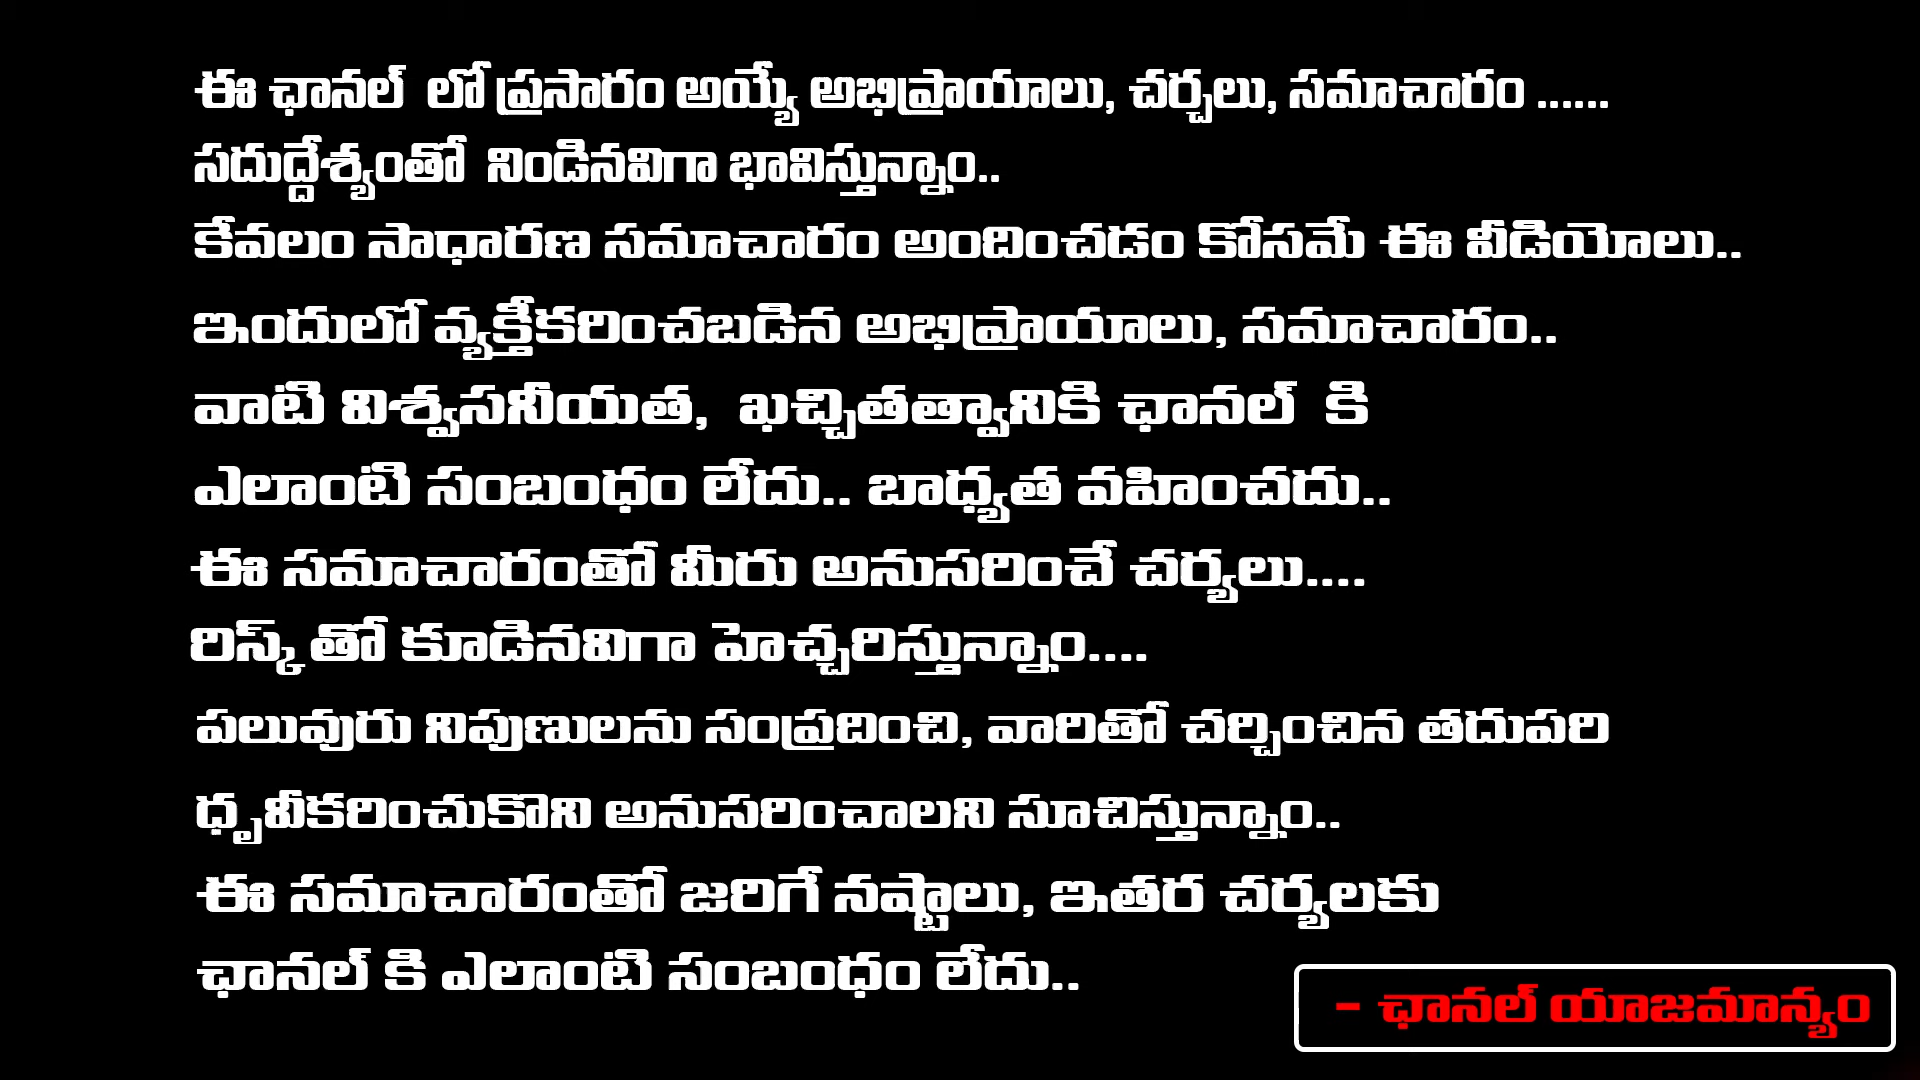 ఈ ఛానల్ లో ప్రసారం అయ్యే అభిప్రాయాలు, చర్చలు, సమాచారం ......
సదుద్దేశ్యంతో నిండినవిగా భావిస్తున్నాం..
కేవలం సాధారణ సమాచారం అందించడం కోసమే ఈ వీడియోలు..
ఇందులో వ్యక్తీకరించబడిన అభిప్రాయాలు, సమాచారం..
వాటి విశ్వసనీయత, ఖచ్చితత్వానికి ఛానల్ కి
ఎలాంటి సంబంధం లేదు.. బాధ్యత వహించదు..
ఈ సమాచారంతో మీరు అనుసరించే చర్యలు....
రిస్క్ తో కూడినవిగా హెచ్చరిస్తున్నాం....
పలువురు నిపుణులను సంప్రదించి, వారితో చర్చించిన తదుపరి
ధృవీకరించుకొని అనుసరించాలని సూచిస్తున్నాం..
ఈ సమాచారంతో జరిగే నష్టాలు, ఇతర చర్యలకు
ఛానల్ కి ఎలాంటి సంబంధం లేదు..
- ఛానల్ యాజమాన్యం